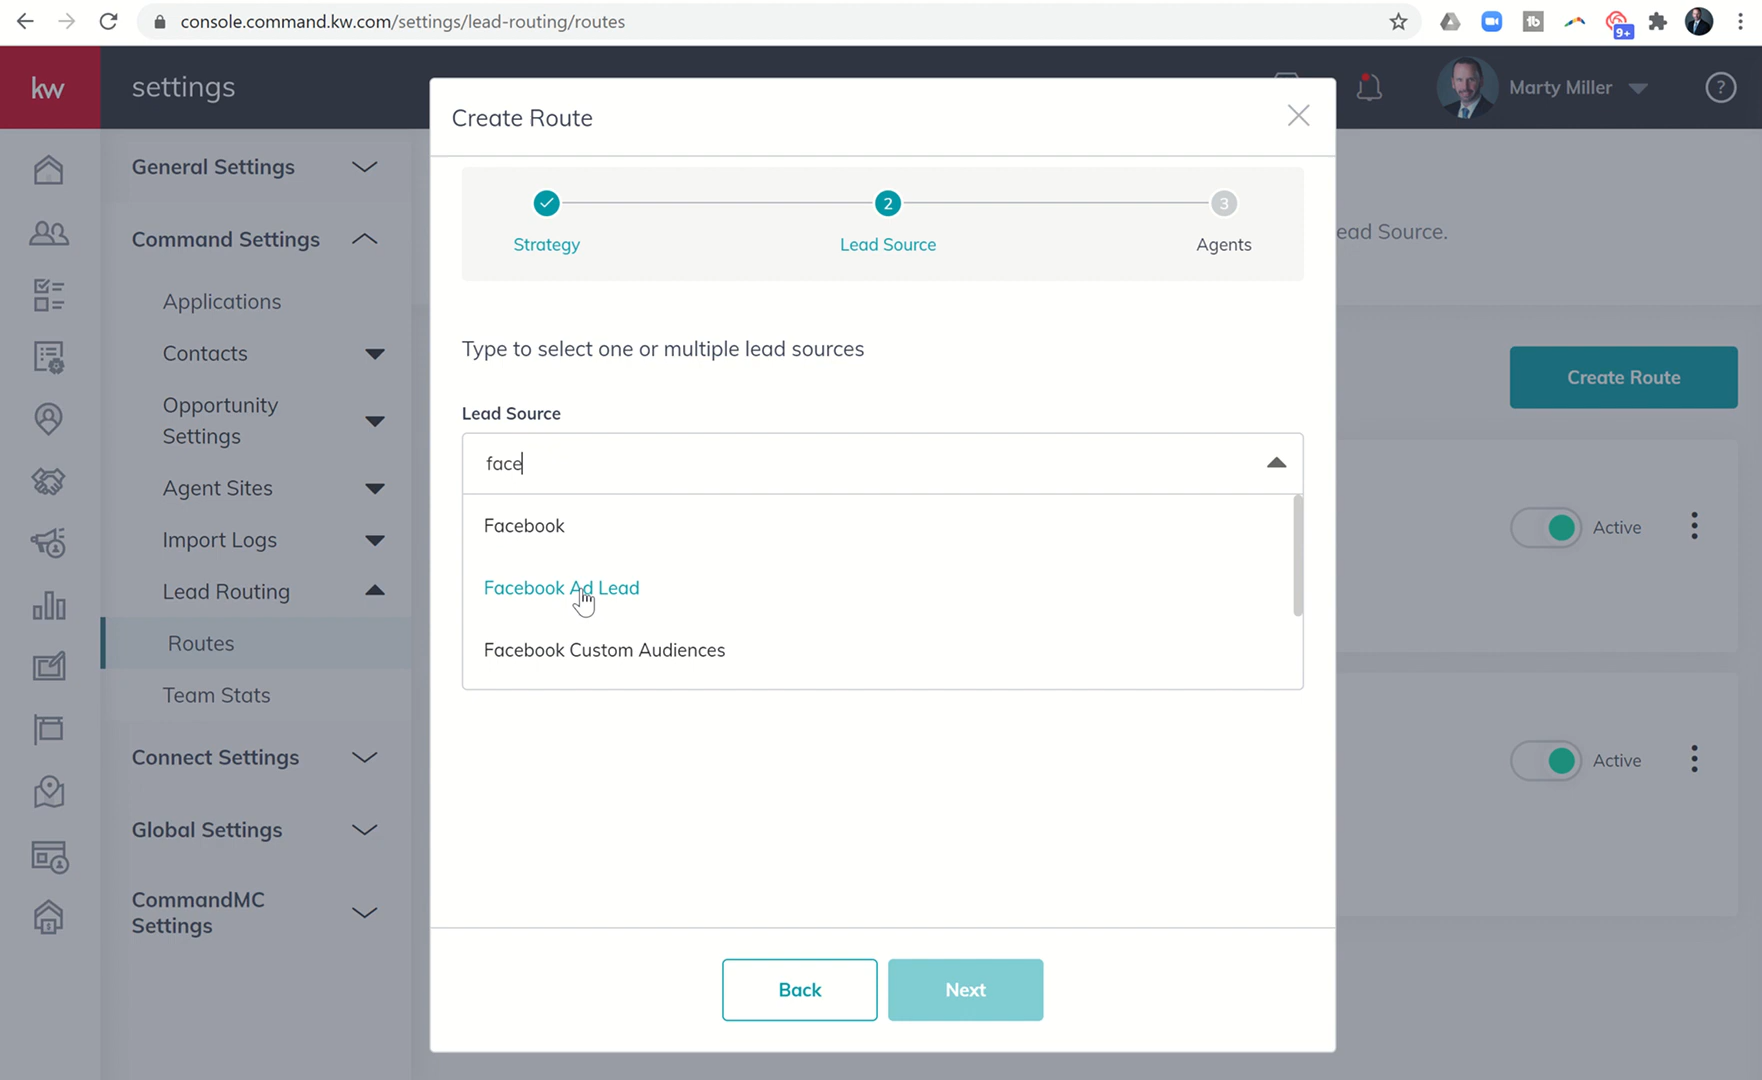 console.command.kw.com/settings/lead-routing/routes
9+
kw
settings
Marty Miller
?
General Settings
Command Settings
Applications
Contacts
Opportunity
Settings
Agent Sites
Import Logs
Lead Routing
Routes
Team Stats
Connect Settings
Global Settings
CommandMC
Settings
Create Route
2
3
Strategy
Lead Source
Agents
Type to select one or multiple lead sources
Lead Source
face
Facebook
Facebook Ad Lead
Facebook Custom Audiences
Back
Next
ead Source.
Create Route
Active
Active